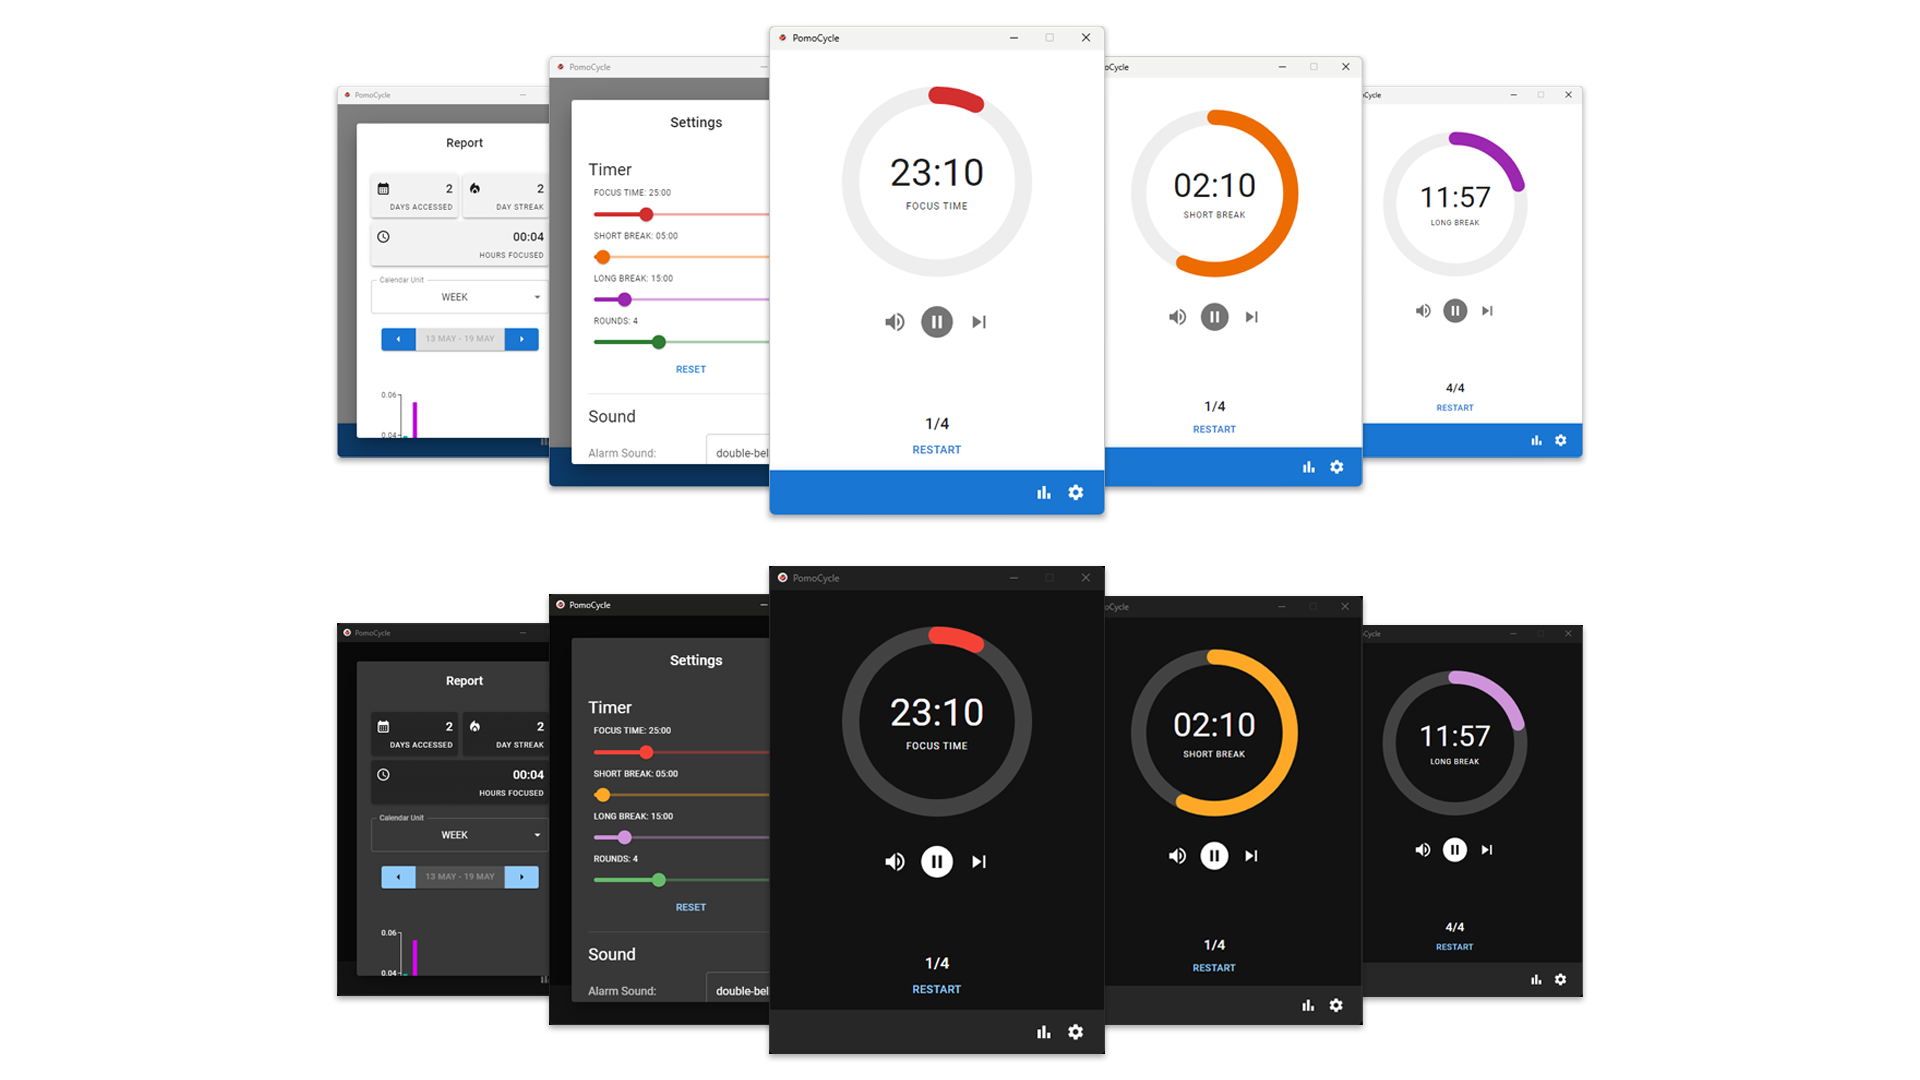 PomoCycle
Report
2
DAYS ACCESSED
2
DAY STREAK
00:04
HOURS FOCUSED
Calendar Unit
WEEK
13 MAY - 19 MAY
0.06
0.04
PomoCycle
Settings
Timer
FOCUS TIME: 25:00
SHORT BREAK: 05:00
LONG BREAK: 15:00
ROUNDS: 4
RESET
Sound
Alarm Sound:
double-bel
PomoCycle
23:10
FOCUS TIME
1/4
RESTART
oCycle
02:10
SHORT BREAK
1/4
RESTART
Cycle
11:57
LONG BREAK
4/4
RESTART
PomoCycle
Report
2
DAYS ACCESSED
2
DAY STREAK
00:04
HOURS FOCUSED
Calendar Unit
WEEK
13 MAY - 19 MAY
0.06
0.04
PomoCycle
Settings
Timer
FOCUS TIME: 25:00
SHORT BREAK: 05:00
LONG BREAK: 15:00
ROUNDS: 4
RESET
Sound
Alarm Sound:
double-bel
PomoCycle
23:10
FOCUS TIME
1/4
RESTART
oCycle
02:10
SHORT BREAK
1/4
RESTART
Cycle
11:57
LONG BREAK
4/4
RESTART